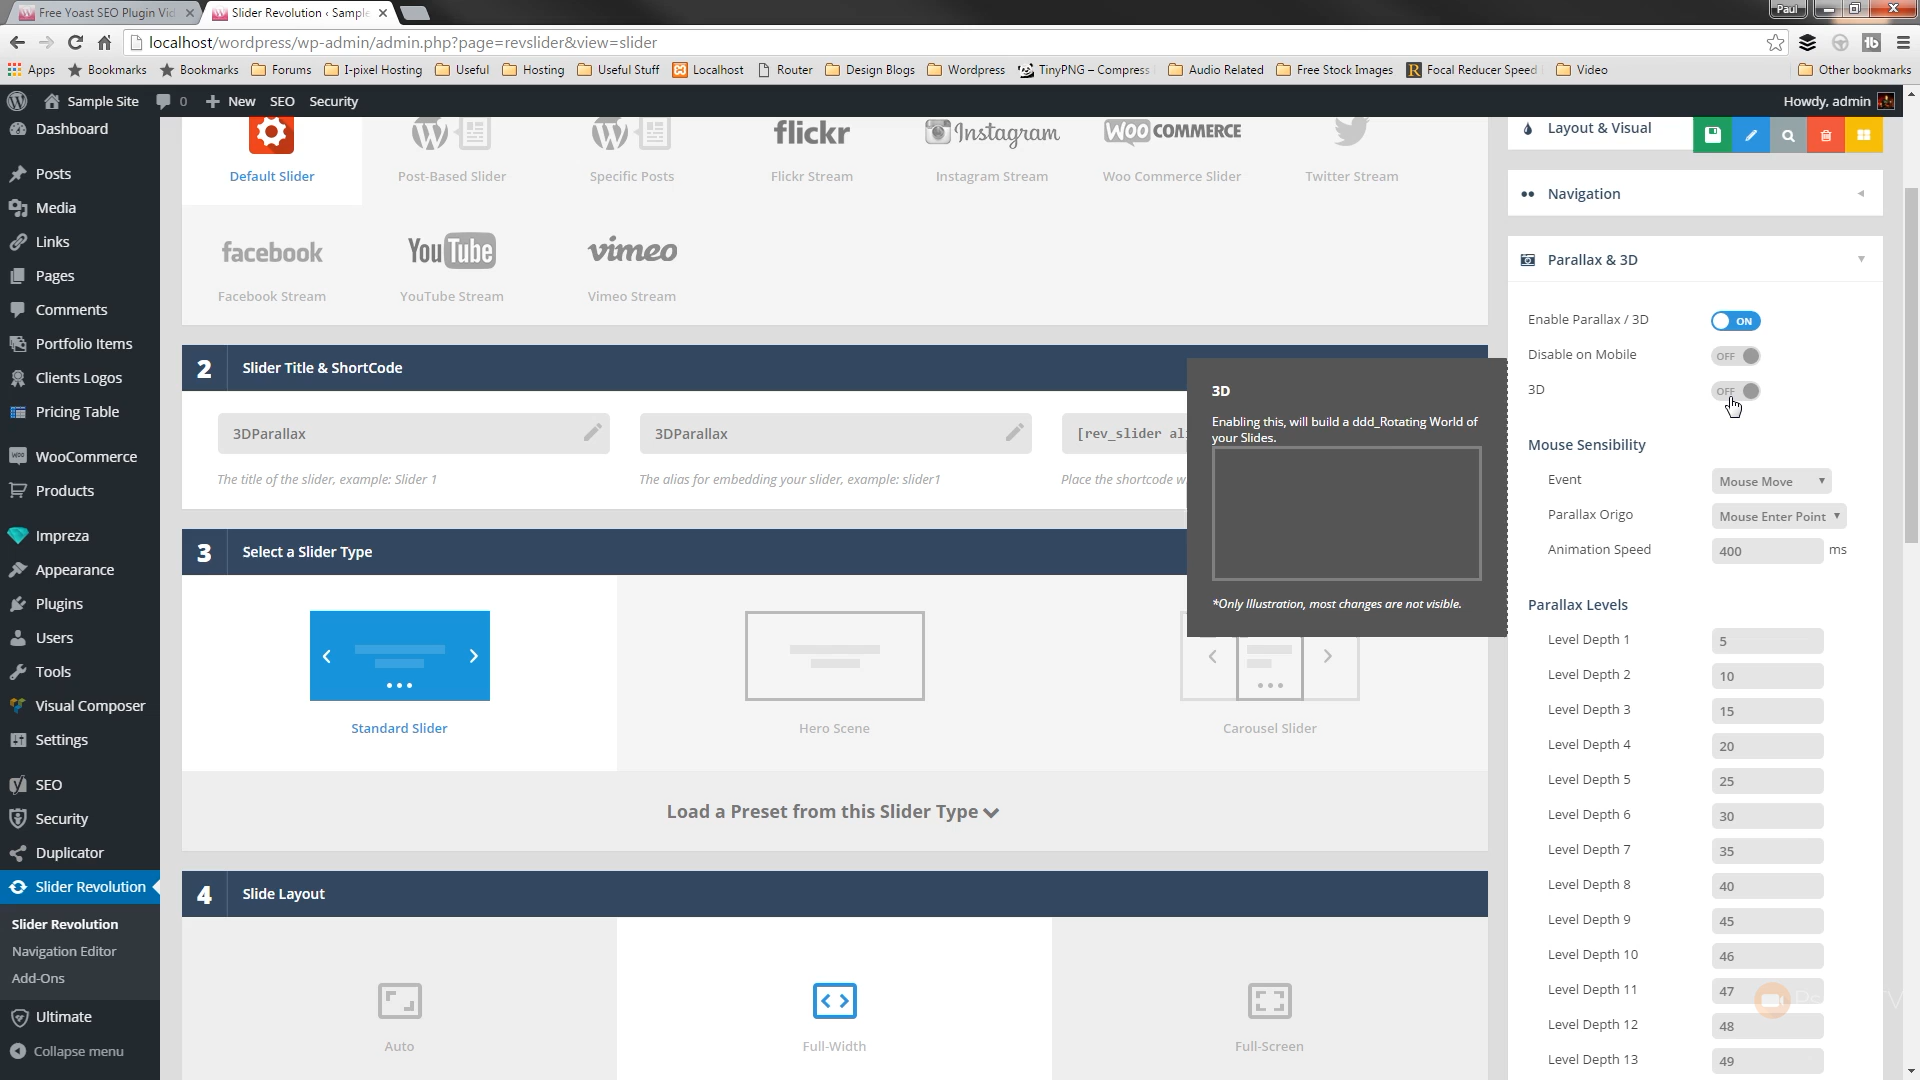 Free Yoast SEO Plugin Vid
Slider Revolution ‹ Sample
Paul
localhost/wordpress/wp-admin/admin.php?page=revslider&view=slider
Apps
Bookmarks
Bookmarks
Forums
I-pixel Hosting
Useful
Hosting
Useful Stuff
Localhost
Router
Design Blogs
Wordpress
TinyPNG – Compress
Audio Related
Free Stock Images
Focal Reducer Speed
Video
Other bookmarks
Sample Site
0
New
SEO
Security
Howdy, admin
Dashboard
Posts
Media
Links
Pages
Comments
Portfolio Items
Clients Logos
Pricing Table
WooCommerce
Products
Impreza
Appearance
Plugins
Users
Tools
Visual Composer
Settings
SEO
Security
Duplicator
Slider Revolution
Slider Revolution
Navigation Editor
Add-Ons
Ultimate
Collapse menu
flickr
Instagram
WOO COMMERCE
Default Slider
Post-Based Slider
Specific Posts
Flickr Stream
Instagram Stream
Woo Commerce Slider
Twitter Stream
facebook
YouTube
vimeo
Facebook Stream
YouTube Stream
Vimeo Stream
2
Slider Title & ShortCode
3DParallax
3DParallax
[rev_slider ali
The title of the slider, example: Slider 1
The alias for embedding your slider, example: slider1
Place the shortcode w
3
Select a Slider Type
Standard Slider
Hero Scene
Carousel Slider
Load a Preset from this Slider Type
4
Slide Layout
Auto
Full-Width
Full-Screen
3D
Enabling this, will build a ddd_Rotating World of
your Slides.
*Only Illustration, most changes are not visible.
Layout & Visual
Navigation
Parallax & 3D
Enable Parallax / 3D
ON
Disable on Mobile
OFF
3D
OFF
Mouse Sensibility
Event
Mouse Move
Parallax Origo
Mouse Enter Point
Animation Speed
400
ms
Parallax Levels
Level Depth 1
5
Level Depth 2
10
Level Depth 3
15
Level Depth 4
20
Level Depth 5
25
Level Depth 6
30
Level Depth 7
35
Level Depth 8
40
Level Depth 9
45
Level Depth 10
46
Level Depth 11
47
Level Depth 12
48
Level Depth 13
49